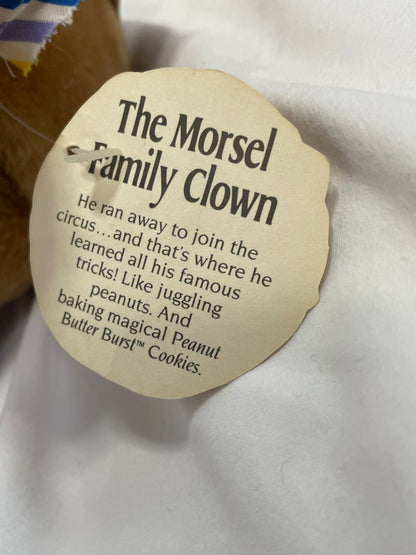 The Morsel
Family Clown
He ran away to join the
circus...and that's where he
learned all his famous
tricks! Like juggling
peanuts. And
baking magical Peanut
Butter Burst™ Cookies.